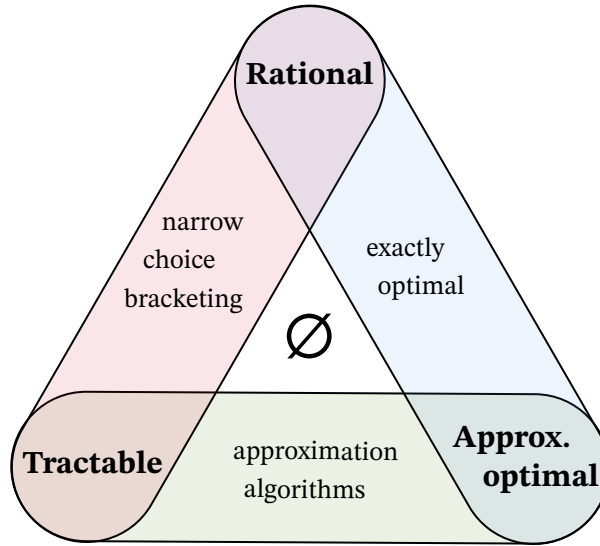 Rational
narrow
choice
bracketing
exactly
optimal
∅
Tractable
approximation
algorithms
Approx.
optimal